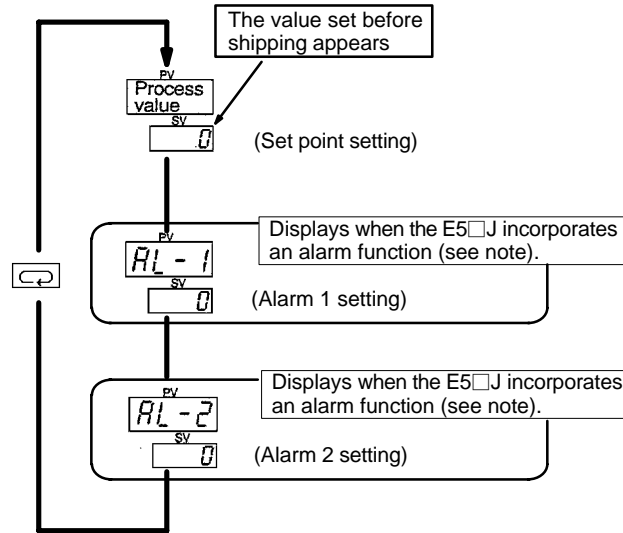 The value set before
shipping appears
PV
Process
value
SV
0
(Set point setting)
Displays when the E5□J incorporates
an alarm function (see note).
PV
AL-1
SV
0
(Alarm 1 setting)
Displays when the E5□J incorporates
an alarm function (see note).
PV
AL-2
SV
0
(Alarm 2 setting)